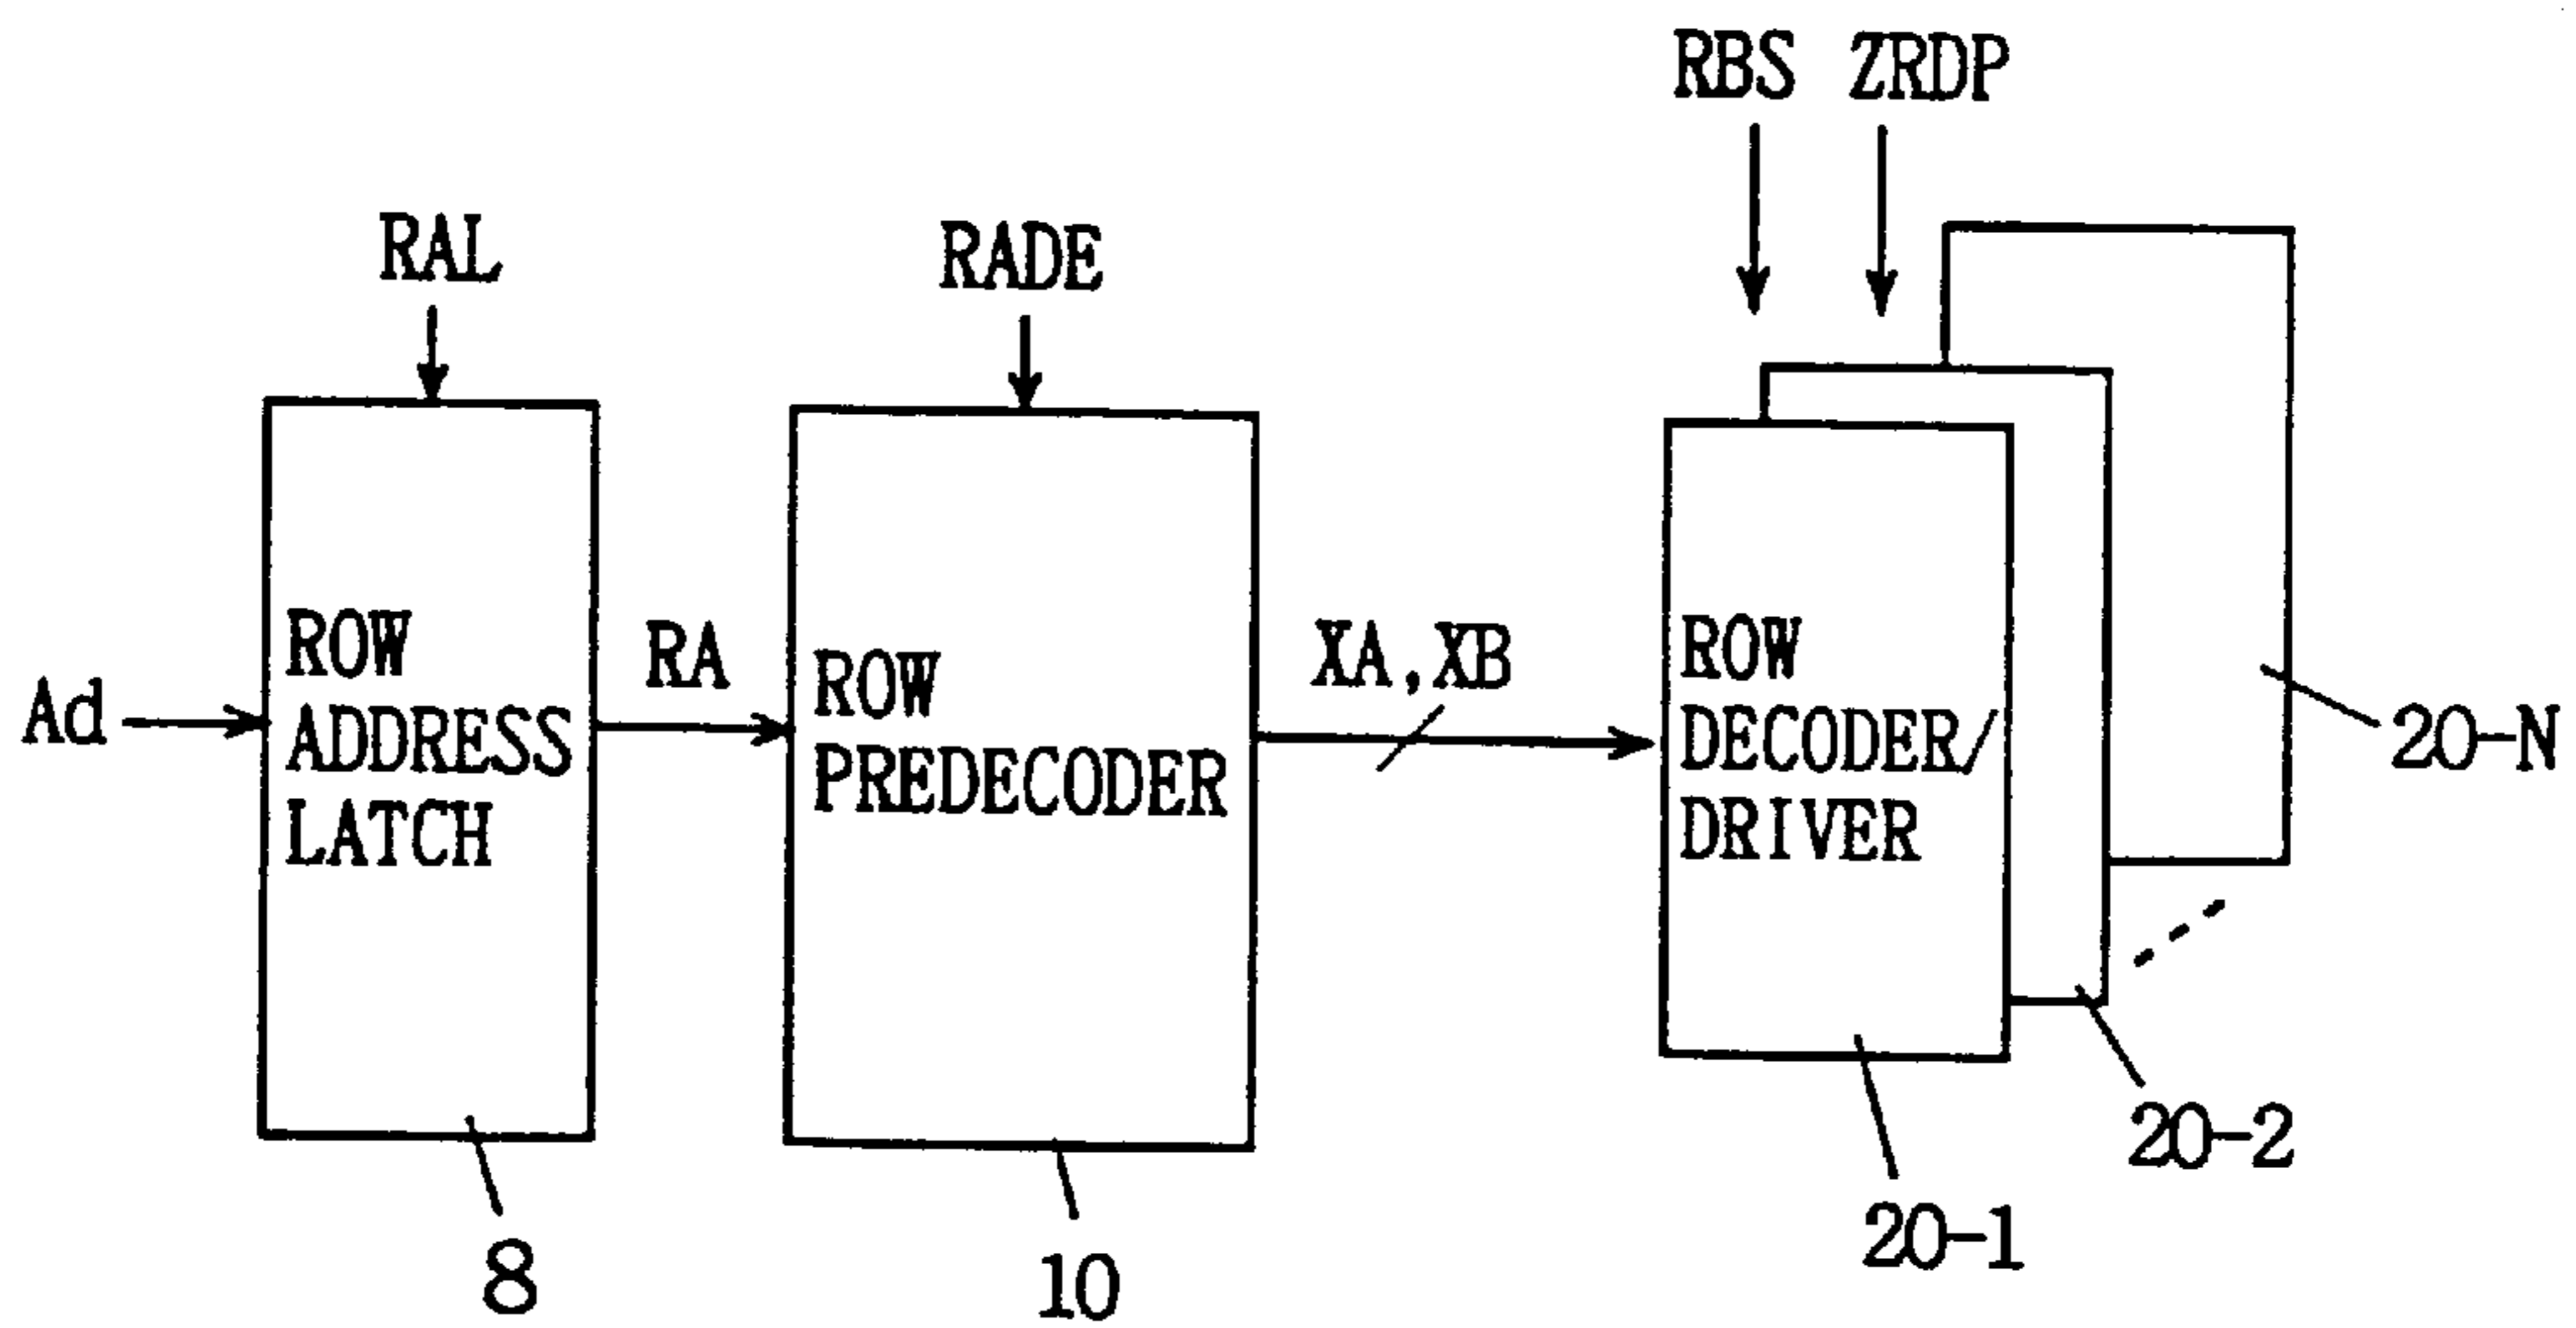 RBS ZRDP
RAL
RADE
Ad
ROW
ADDRESS
LATCH
RA
ROW
PREDECODER
XA,XB
ROW
DECODER/
DRIVER
20-N
20-2
20-1
8
10